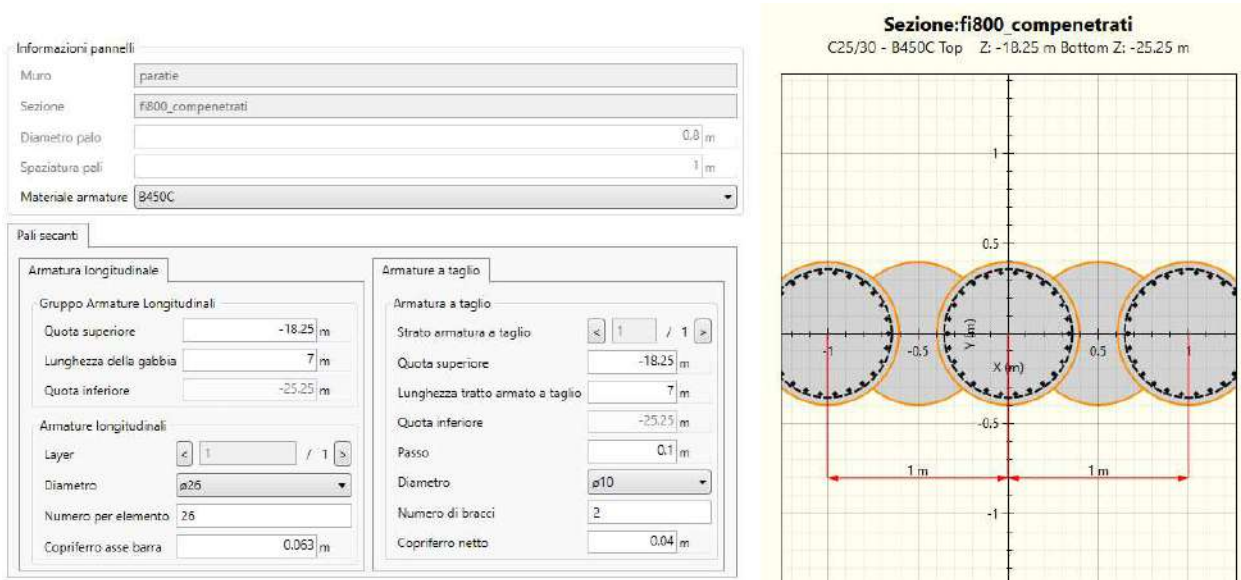 Informazioni pannelli
Muro paratie
Sezione fi800_compenetrati
Diametro palo 0.8 m
Spaziatura pali 1 m
Materiale armature B450C
Pali secanti
Armatura longitudinale
Gruppo Armature Longitudinali
Quota superiore -18.25 m
Lunghezza della gabbia 7 m
Quota inferiore -25.25 m
Armature longitudinali
Layer < 1 / 1 >
Diametro ø26
Numero per elemento 26
Copriferro asse barra 0.063 m
Armature a taglio
Armatura a taglio
Strato armatura a taglio < 1 / 1 >
Quota superiore -18.25 m
Lunghezza tratto armato a taglio 7 m
Quota inferiore -25.25 m
Passo 0.1 m
Diametro ø10
Numero di bracci 2
Copriferro netto 0.04 m
Sezione:fi800_compenetrati
C25/30 - B450C Top Z: -18.25 m Bottom Z: -25.25 m
1
0.5
-1 -0.5 0.5 1
Y (m)
X (m)
-0.5
1 m 1 m
-1